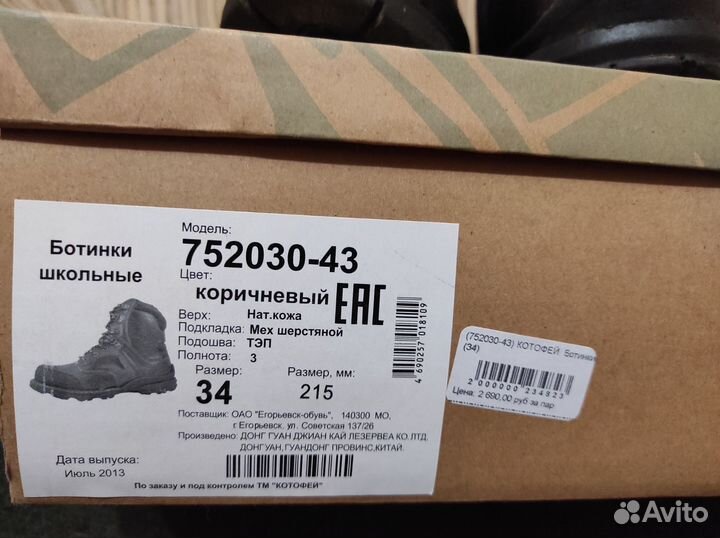 Ботинки
школьные
Модель:
752030-43
Цвет:
коричневый
EAC
Верх: Нат.кожа
Подкладка: Мех шерстяной
Подошва: ТЭП
Полнота: 3
Размер: Размер, мм:
34 215
4 690257 018109
Поставщик: ОАО "Егорьевск-обувь", 140300 МО,
г. Егорьевск. ул. Советская 137/26
Произведено: ДОНГ ГУАН ДЖИАН КАЙ ЛЕЗЕРВЕА КО.ЛТД.
ДОНГУАН,ГУАНДОНГ ПРОВИНС,КИТАЙ.
Дата выпуска:
Июль 2013
По заказу и под контролем ТМ "КОТОФЕЙ"
(752030-43) КОТОФЕЙ Ботинки
(34)
2 000000 234823
Цена: 2 690,00 руб за пар
Avito